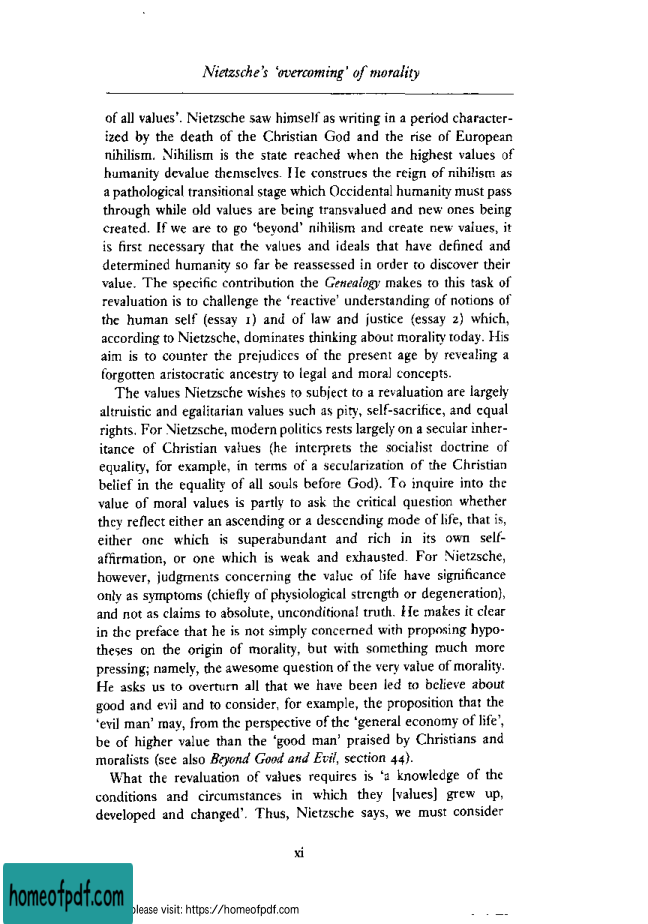 Nietzsche's 'overcoming' of morality
of all values'. Nietzsche saw himself as writing in a period character-
ized by the death of the Christian God and the rise of European
nihilism. Nihilism is the state reached when the highest values of
humanity devalue themselves. He construes the reign of nihilism as
a pathological transitional stage which Occidental humanity must pass
through while old values are being transvalued and new ones being
created. If we are to go 'beyond' nihilism and create new values, it
is first necessary that the values and ideals that have defined and
determined humanity so far be reassessed in order to discover their
value. The specific contribution the Genealogy makes to this task of
revaluation is to challenge the 'reactive' understanding of notions of
the human self (essay 1) and of law and justice (essay 2) which,
according to Nietzsche, dominates thinking about morality today. His
aim is to counter the prejudices of the present age by revealing a
forgotten aristocratic ancestry to legal and moral concepts.
The values Nietzsche wishes to subject to a revaluation are largely
altruistic and egalitarian values such as pity, self-sacrifice, and equal
rights. For Nietzsche, modern politics rests largely on a secular inher-
itance of Christian values (he interprets the socialist doctrine of
equality, for example, in terms of a secularization of the Christian
belief in the equality of all souls before God). To inquire into the
value of moral values is partly to ask the critical question whether
they reflect either an ascending or a descending mode of life, that is,
either one which is superabundant and rich in its own self-
affirmation, or one which is weak and exhausted. For Nietzsche,
however, judgments concerning the value of life have significance
only as symptoms (chiefly of physiological strength or degeneration),
and not as claims to absolute, unconditional truth. He makes it clear
in the preface that he is not simply concerned with proposing hypo-
theses on the origin of morality, but with something much more
pressing; namely, the awesome question of the very value of morality.
He asks us to overturn all that we have been led to believe about
good and evil and to consider, for example, the proposition that the
'evil man' may, from the perspective of the 'general economy of life',
be of higher value than the 'good man' praised by Christians and
moralists (see also Beyond Good and Evil, section 44).
What the revaluation of values requires is 'a knowledge of the
conditions and circumstances in which they [values] grew up,
developed and changed'. Thus, Nietzsche says, we must consider
xi
homeofpdf.com
please visit: https://homeofpdf.com